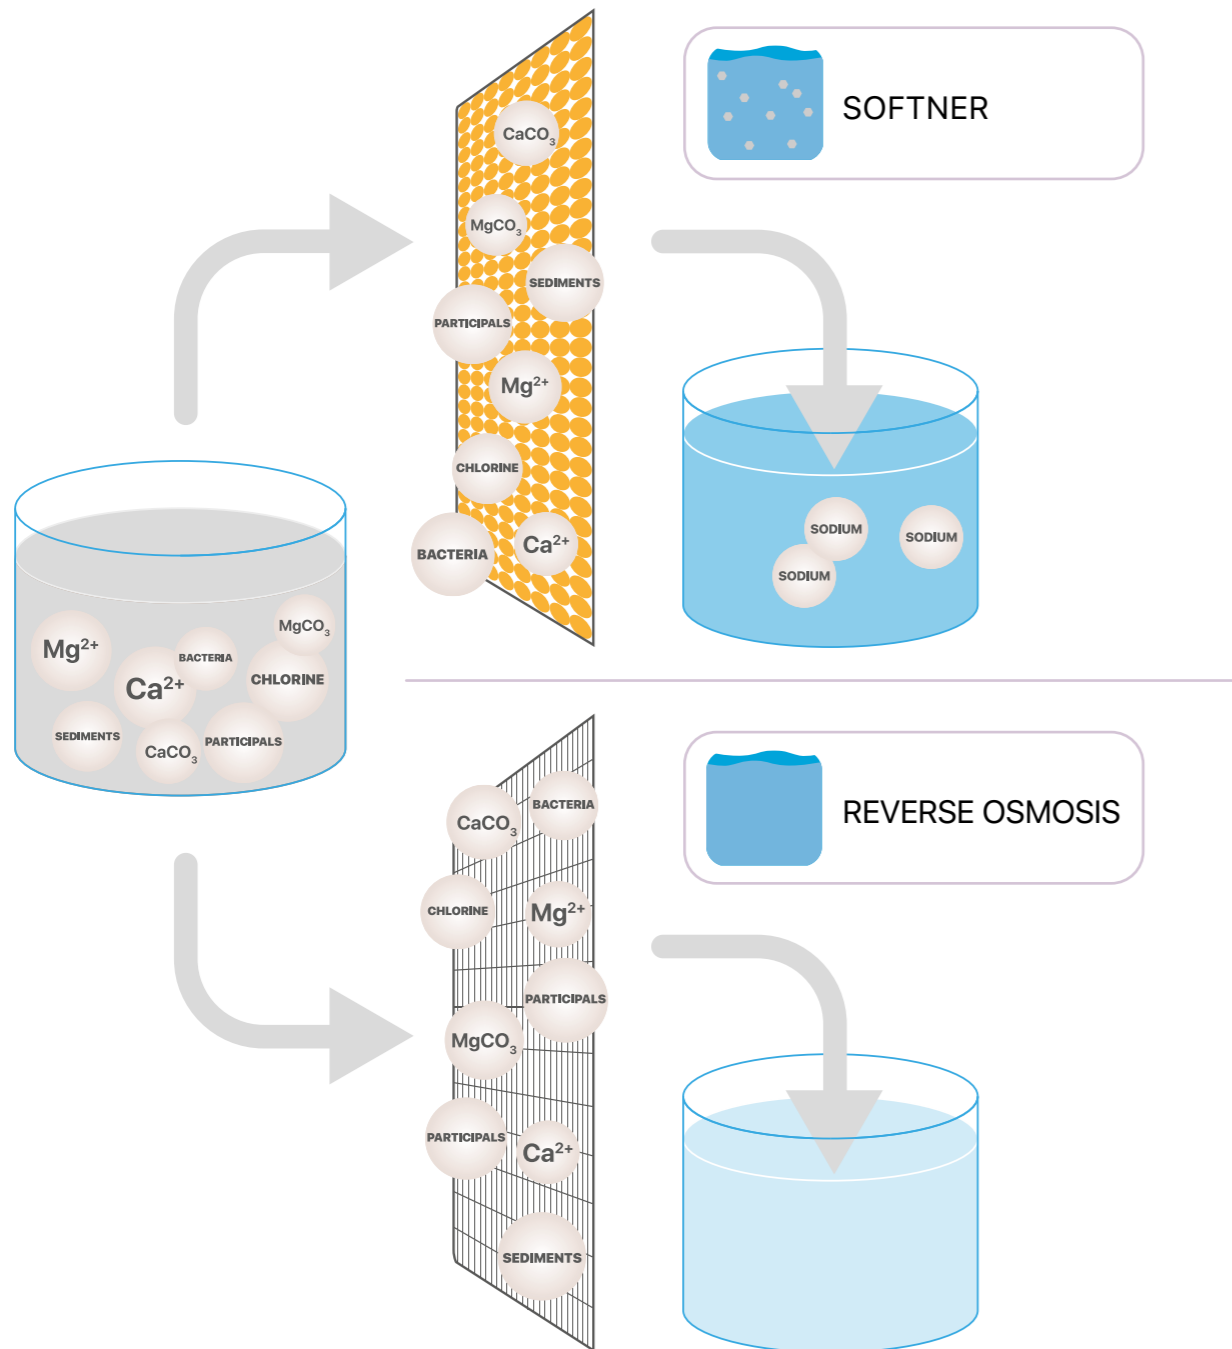 SOFTNER
CaCO₃
MgCO₃
SEDIMENTS
PARTICIPALS
Mg²⁺
CHLORINE
BACTERIA
Ca²⁺
SODIUM
SODIUM
SODIUM
MgCO₃
Mg²⁺
BACTERIA
Ca²⁺
CHLORINE
SEDIMENTS
CaCO₃
PARTICIPALS
REVERSE OSMOSIS
CaCO₃
BACTERIA
CHLORINE
Mg²⁺
PARTICIPALS
MgCO₃
PARTICIPALS
Ca²⁺
SEDIMENTS